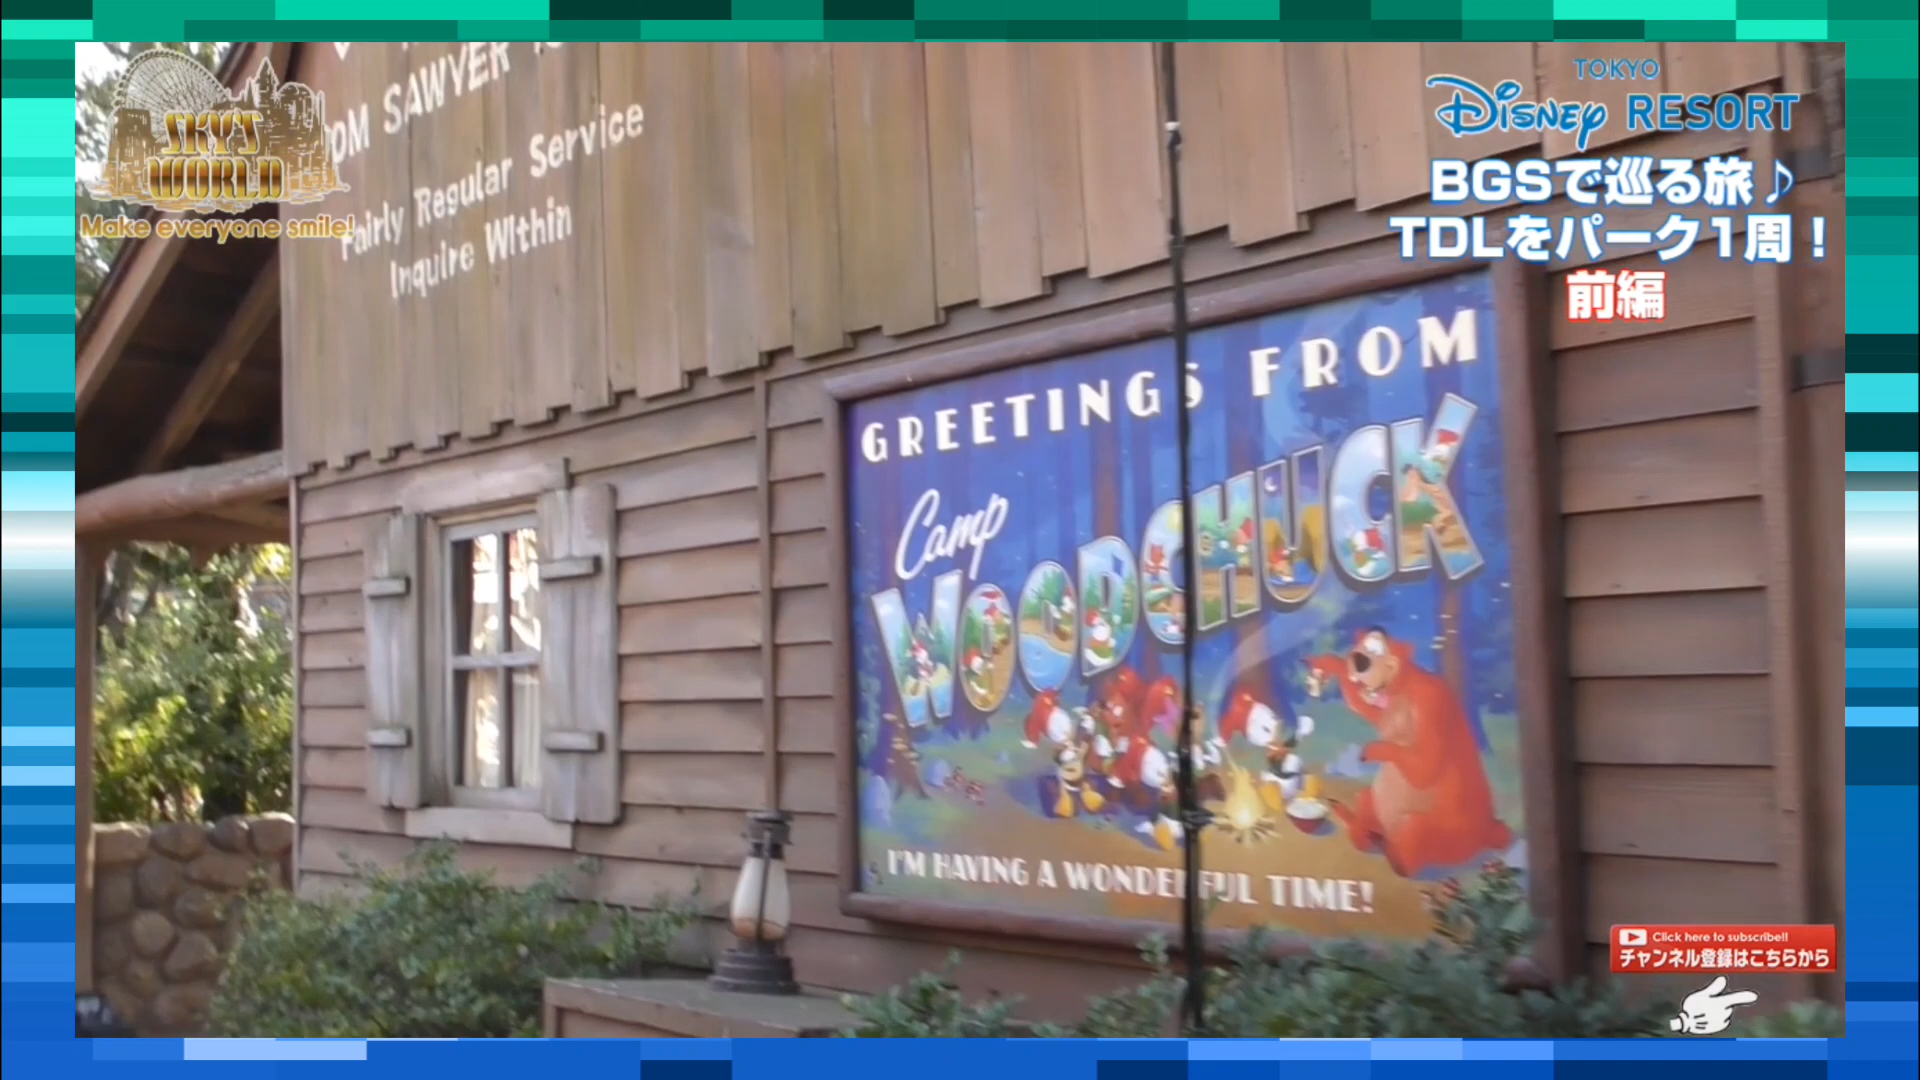 SKY'S
WORLD
Make everyone smile!
TOM SAWYER
Fairly Regular Service
Inquire Within
TOKYO
Disney RESORT
BGSで巡る旅♪
TDLをパーク1周！
前編
GREETINGS FROM
Camp
WOODCHUCK
I'M HAVING A WONDERFUL TIME!
Click here to subscribe!!
チャンネル登録はこちらから